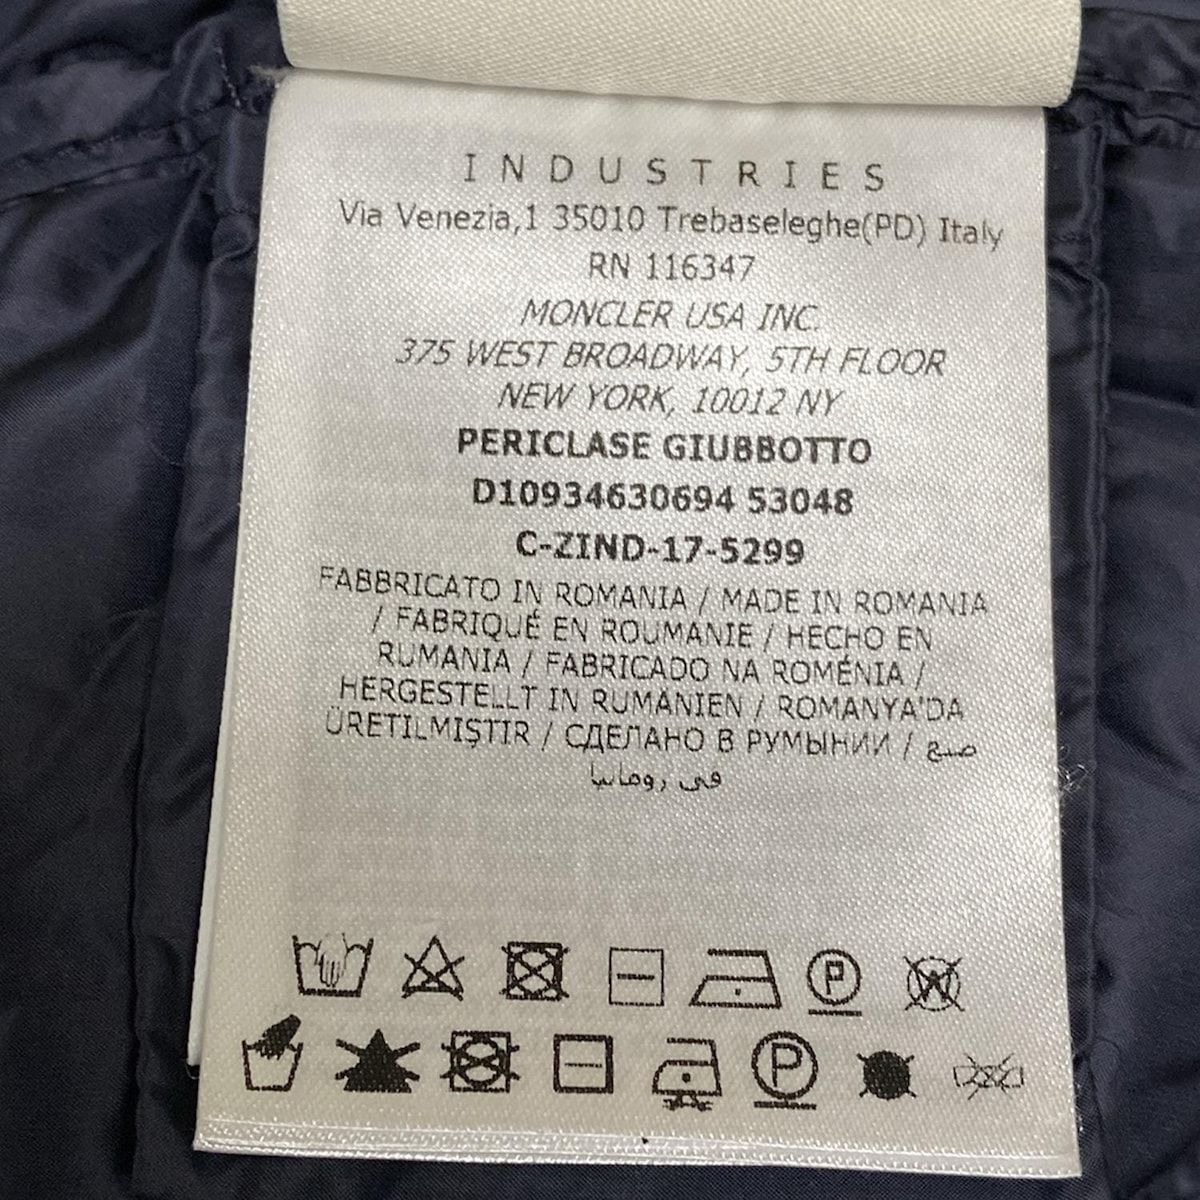 INDUSTRIES
Via Venezia,1 35010 Trebaseleghe(PD) Italy
RN 116347
MONCLER USA INC.
375 WEST BROADWAY, 5TH FLOOR
NEW YORK, 10012 NY
PERICLASE GIUBBOTTO
D10934630694 53048
C-ZIND-17-5299
FABBRICATO IN ROMANIA / MADE IN ROMANIA
/ FABRIQUÉ EN ROUMANIE / HECHO EN
RUMANIA / FABRICADO NA ROMÉNIA /
HERGESTELLT IN RUMÄNIEN / ROMANYA'DA
ÜRETILMIŞTIR / СДЕЛАНО В РУМЫНИИ / صنع
في رومانيا
P W
P